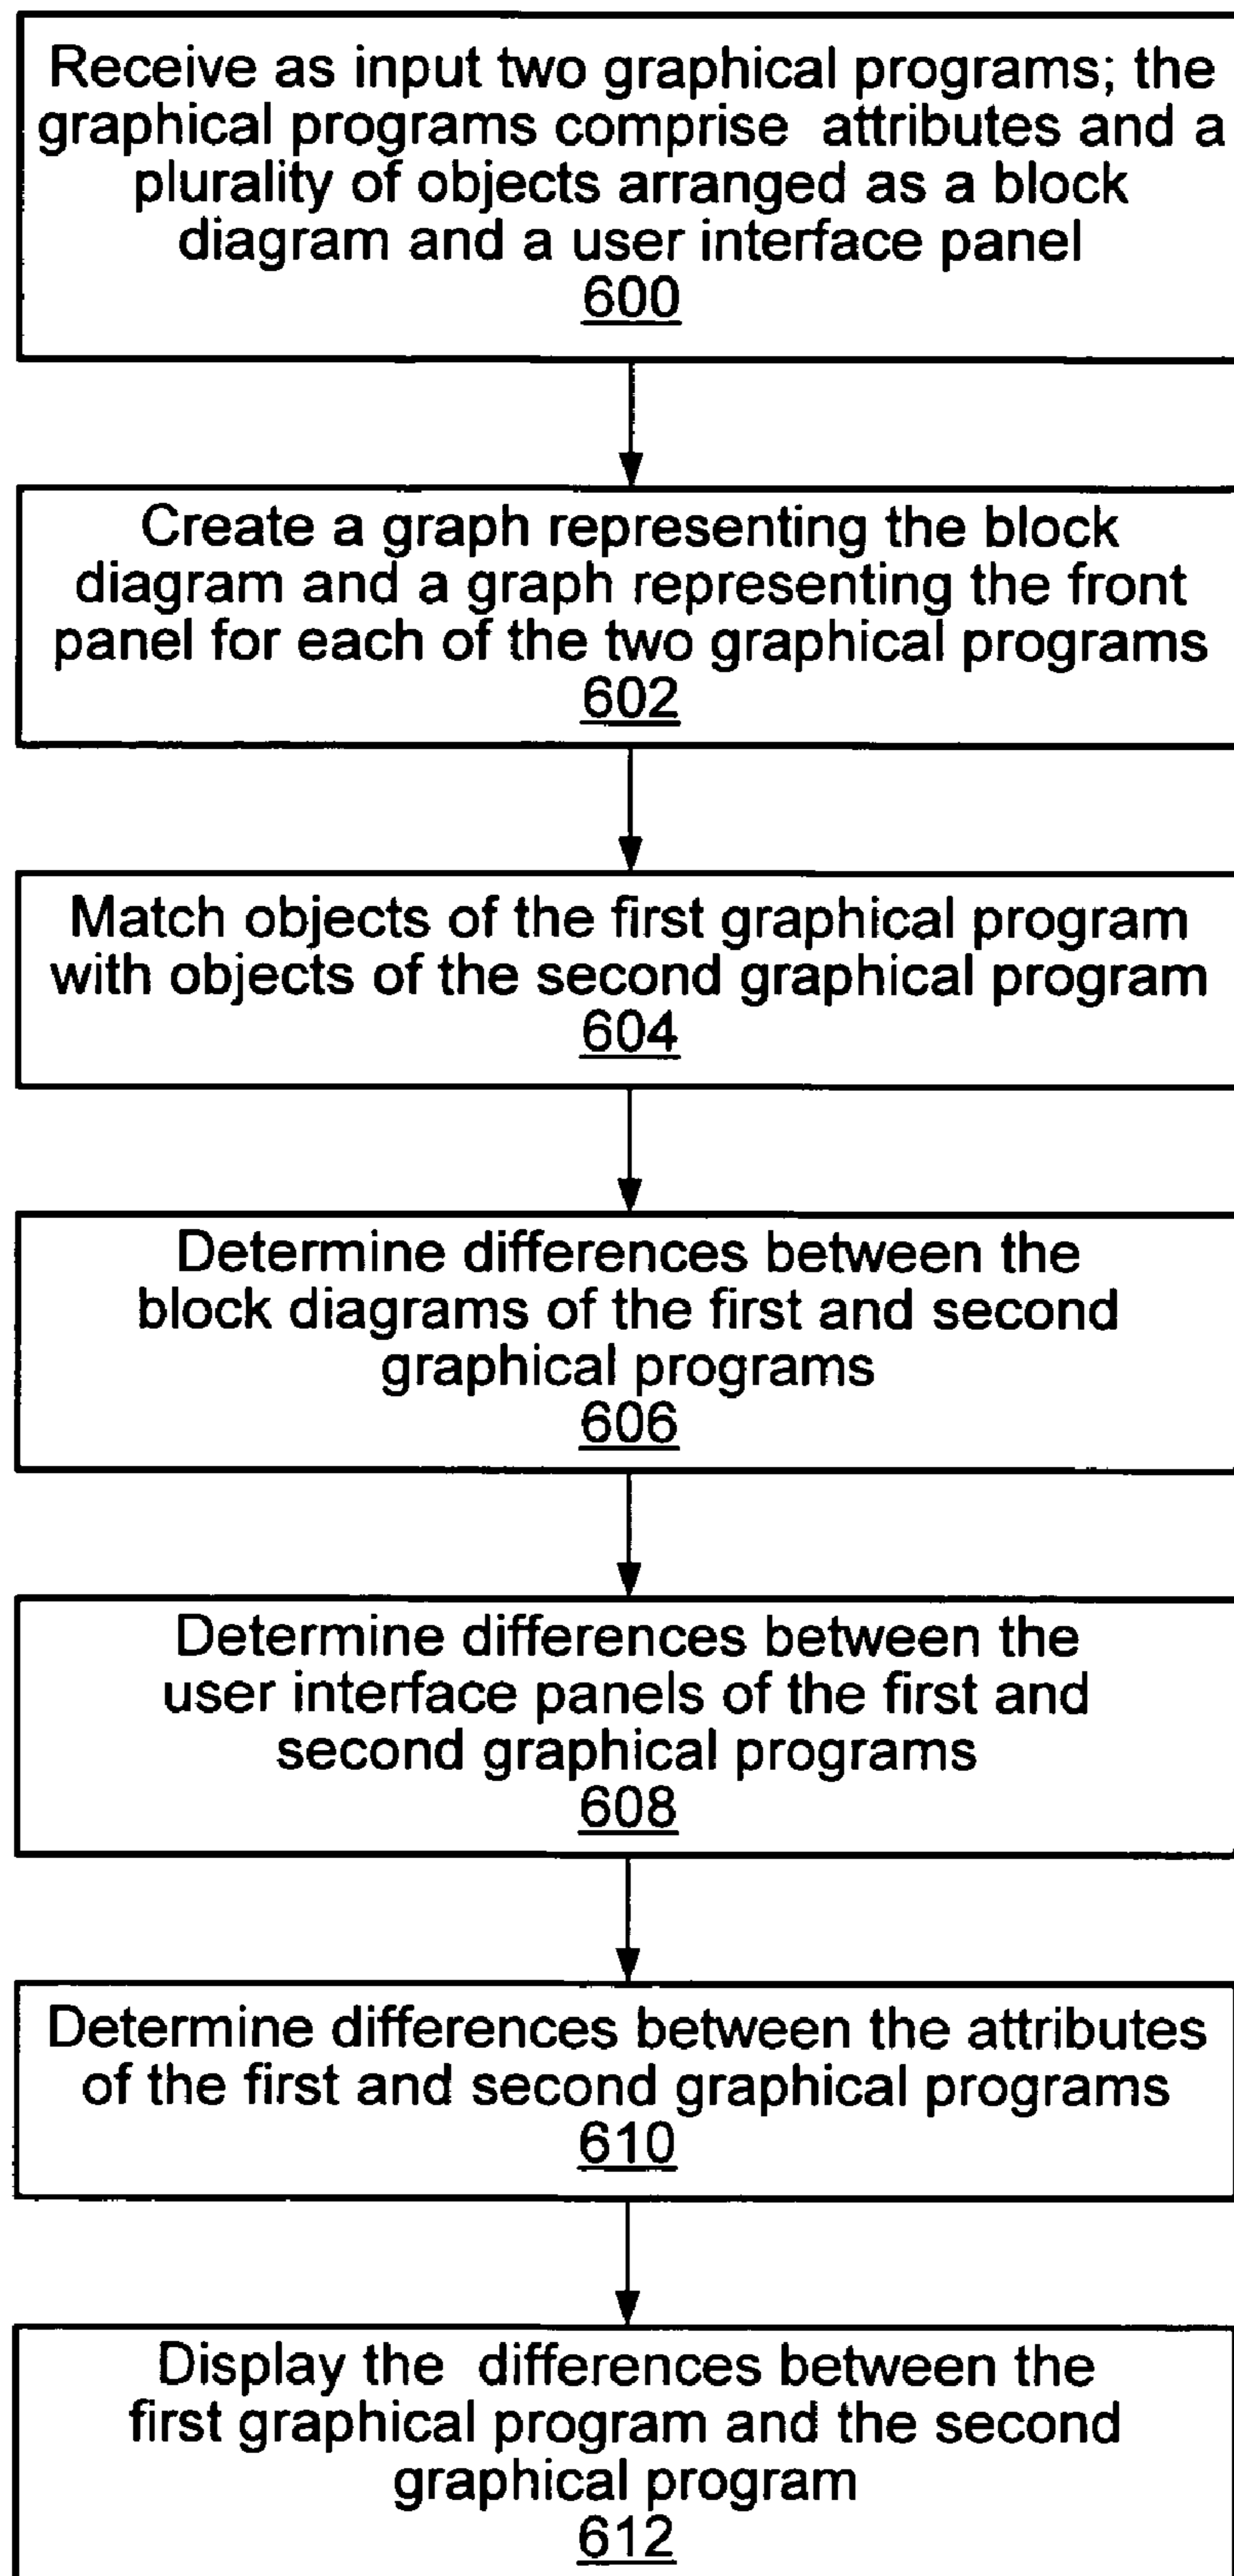 Receive as input two graphical programs; the
graphical programs comprise attributes and a
plurality of objects arranged as a block
diagram and a user interface panel
600
Create a graph representing the block
diagram and a graph representing the front
panel for each of the two graphical programs
602
Match objects of the first graphical program
with objects of the second graphical program
604
Determine differences between the
block diagrams of the first and second
graphical programs
606
Determine differences between the
user interface panels of the first and
second graphical programs
608
Determine differences between the attributes
of the first and second graphical programs
610
Display the differences between the
first graphical program and the second
graphical program
612